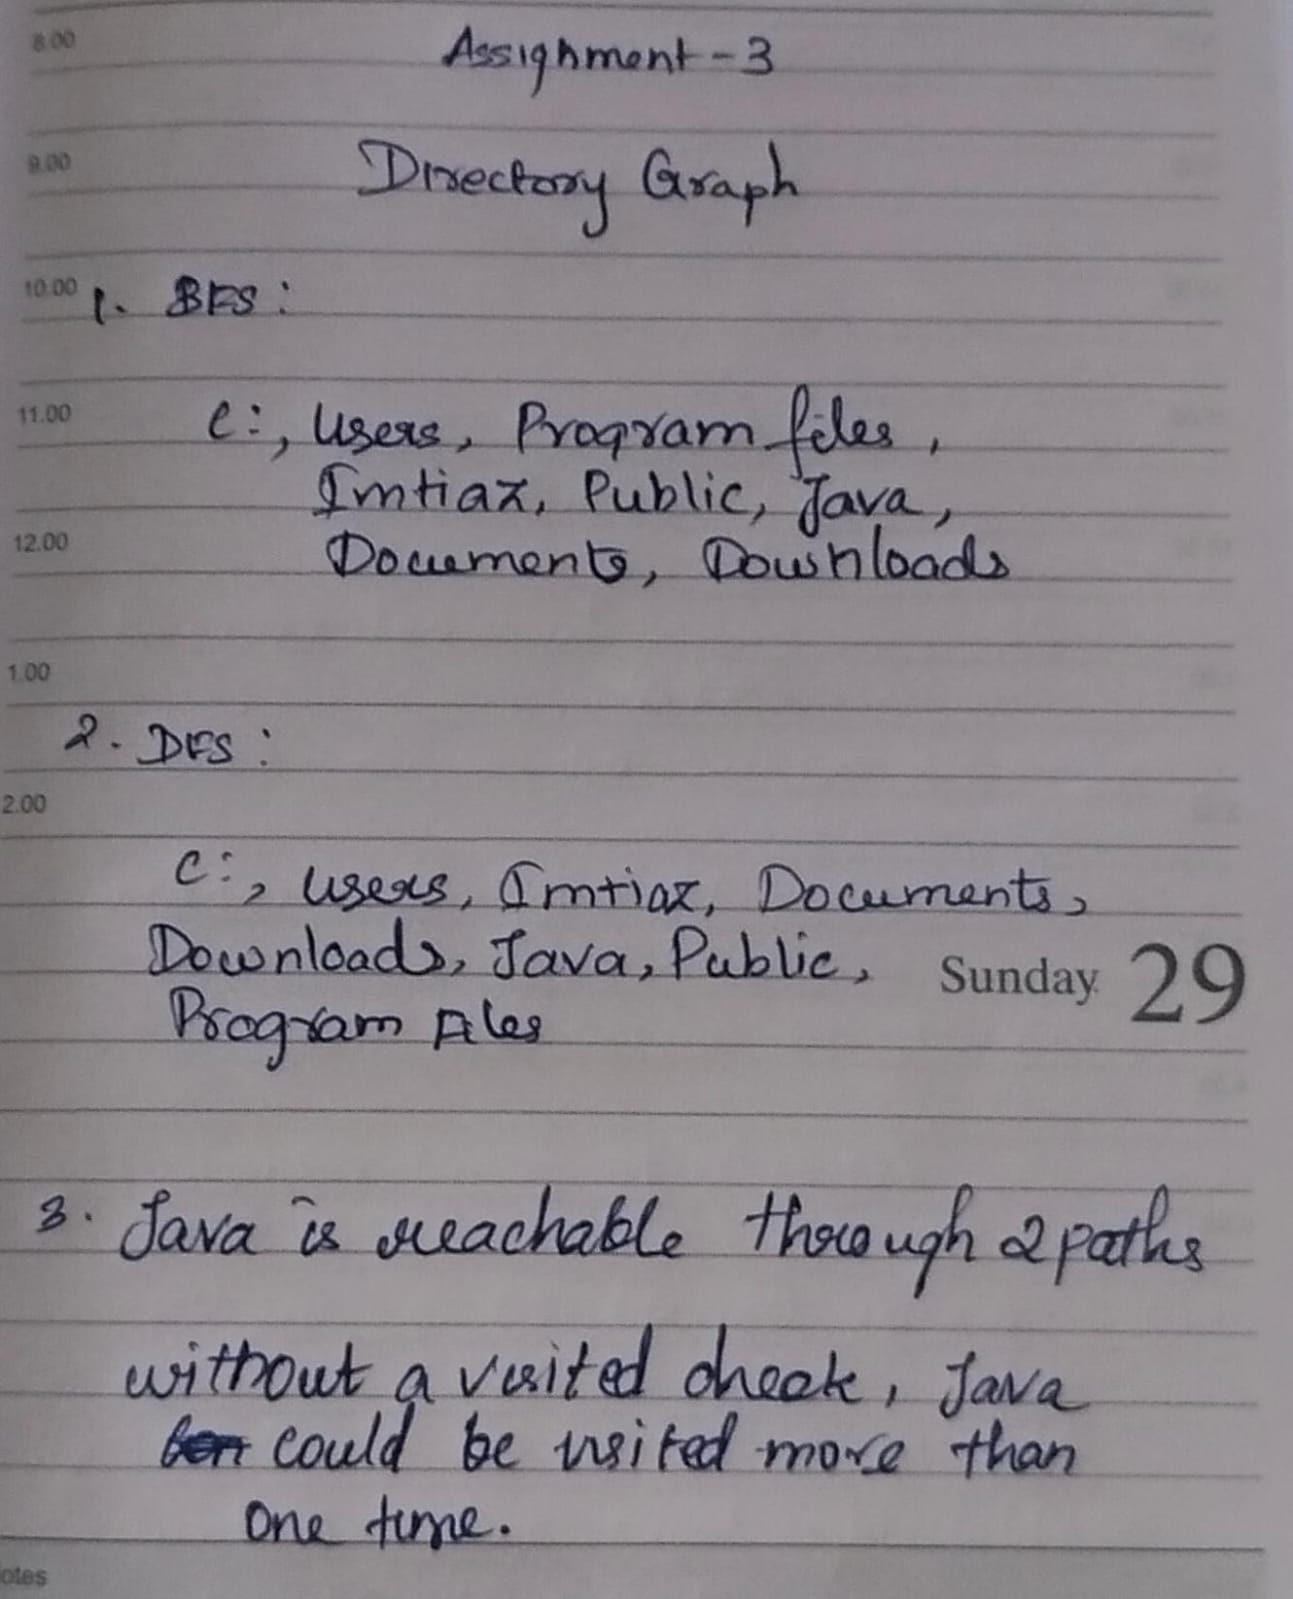 8.00
Assignment - 3
9.00
Directory Graph
10.00
1. BFS :
11.00
C:, Users, Program files,
Imtiaz, Public, Java,
12.00
Documents, Downloads
1.00
2. DFS :
2.00
C:, Users, Imtiaz, Documents,
Downloads, Java, Public,
Sunday 29
Program Files
3. Java is reachable through 2 paths
without a visited check, Java
could be visited more than
one time.
otes